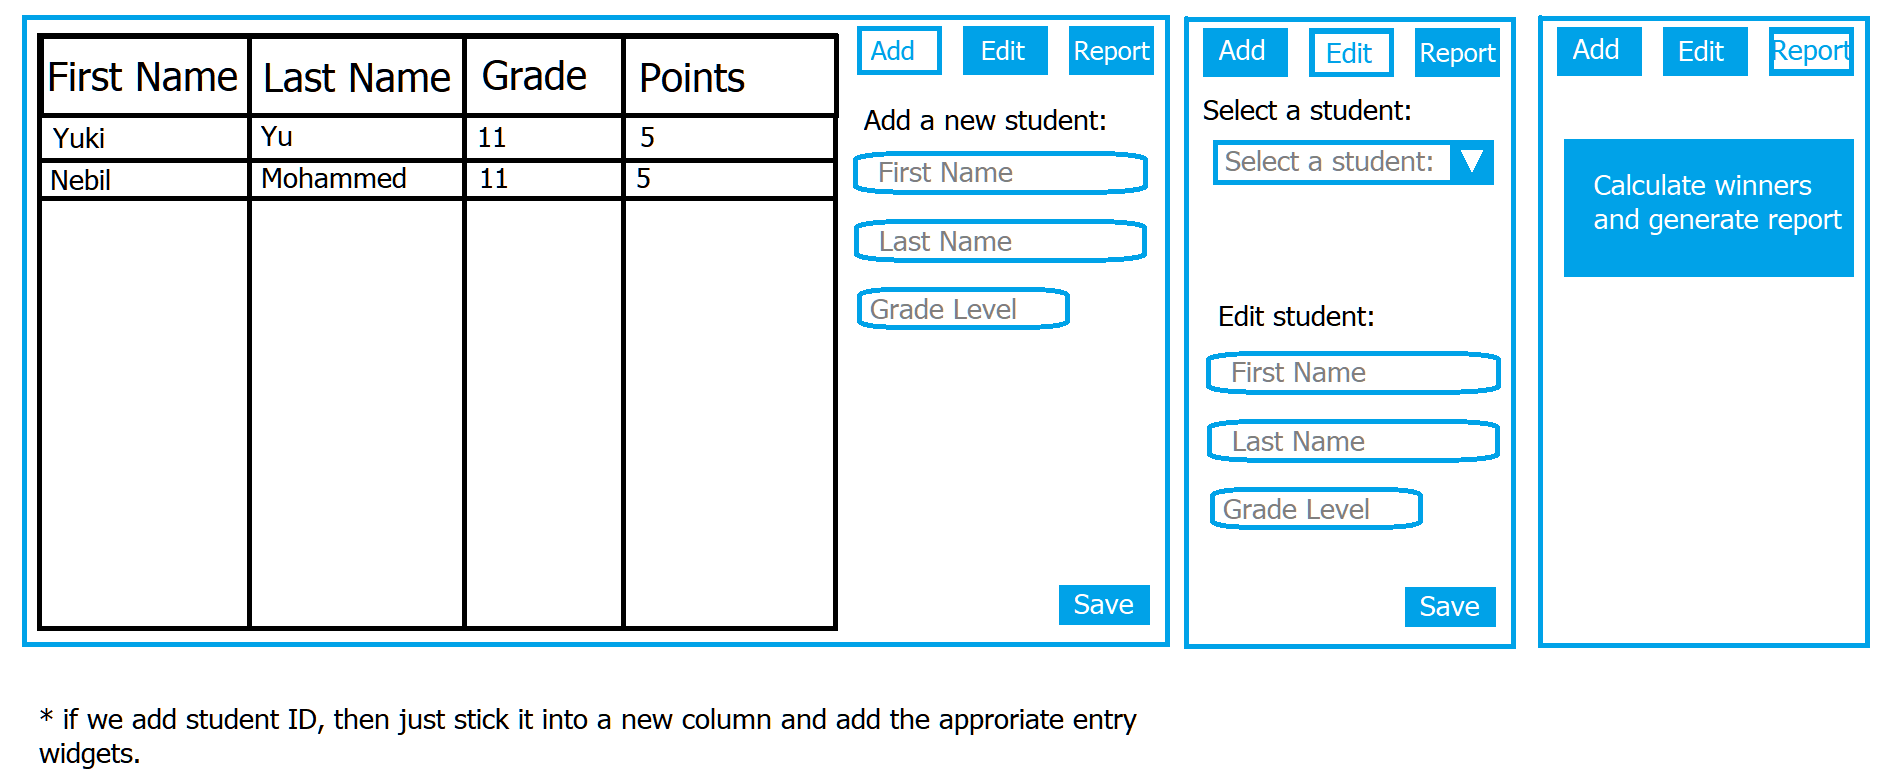 First Name Last Name Grade Points
Yuki Yu 11 5
Nebil Mohammed 11 5
Add Edit Report
Add a new student:
First Name
Last Name
Grade Level
Save
Add Edit Report
Select a student:
Select a student:
Edit student:
First Name
Last Name
Grade Level
Save
Add Edit Report
Calculate winners
and generate report
* if we add student ID, then just stick it into a new column and add the approriate entry
widgets.